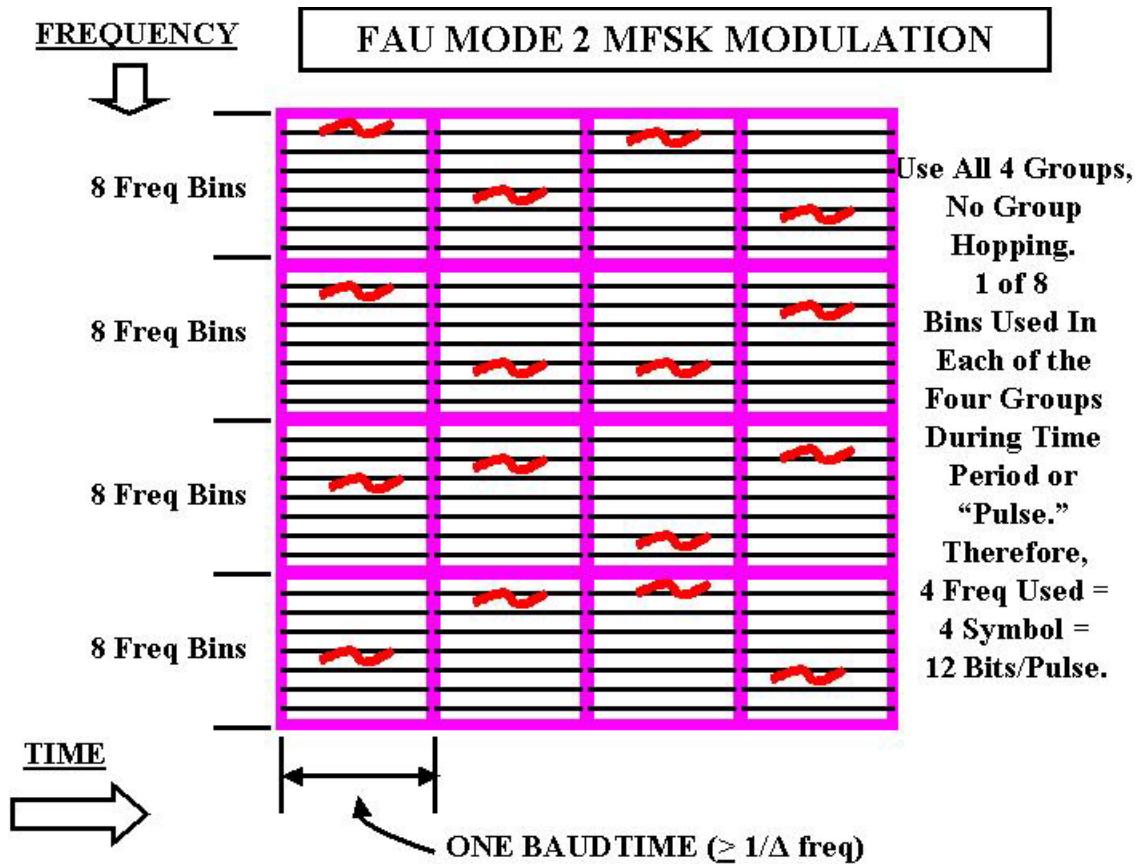 FREQUENCY
FAU MODE 2 MFSK MODULATION
8 Freq Bins
8 Freq Bins
8 Freq Bins
8 Freq Bins
Use All 4 Groups,
No Group
Hopping.
1 of 8
Bins Used In
Each of the
Four Groups
During Time
Period or
“Pulse.”
Therefore,
4 Freq Used =
4 Symbol =
12 Bits/Pulse.
TIME
ONE BAUDTIME (≥ 1/Δ freq)